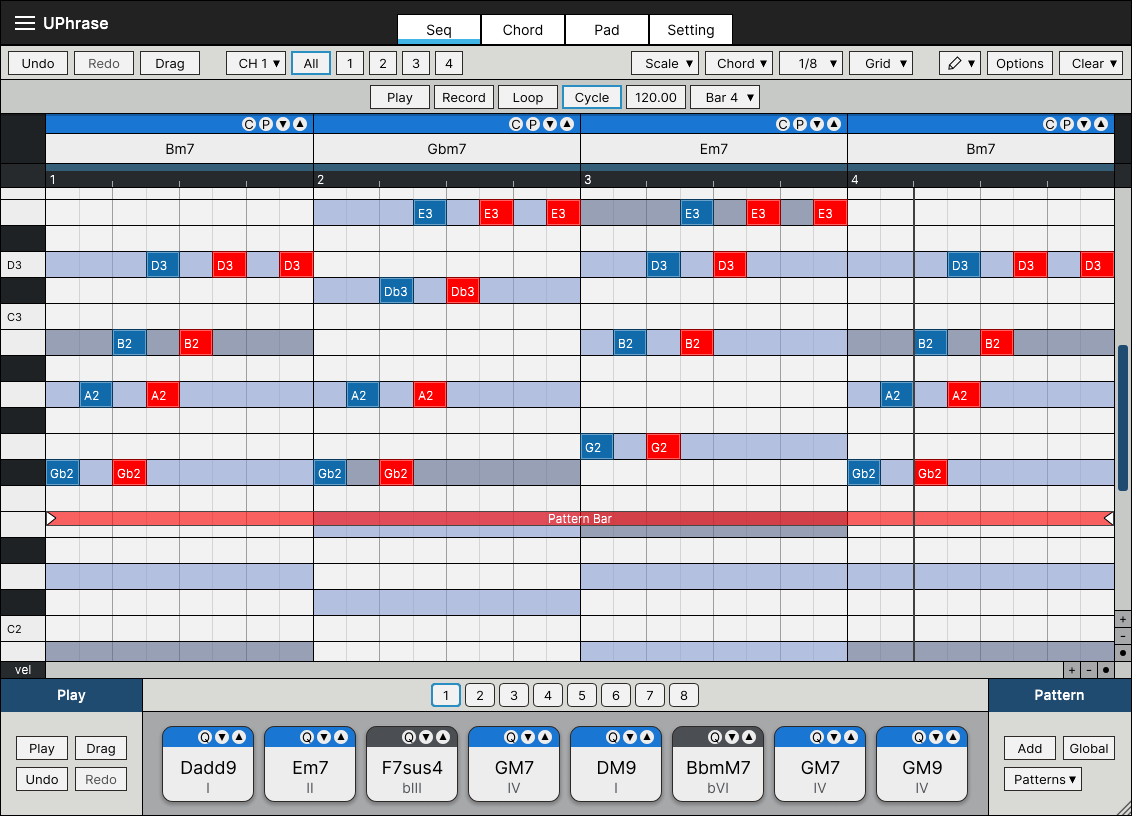 UPhrase
Seq Chord Pad Setting
Undo Redo Drag CH 1 ▼ All 1 2 3 4 Scale ▼ Chord ▼ 1/8 ▼ Grid ▼ ▼ Options Clear ▼
Play Record Loop Cycle 120.00 Bar 4 ▼
C P ▼ ▲ C P ▼ ▲ C P ▼ ▲ C P ▼ ▲
Bm7 Gbm7 Em7 Bm7
1 2 3 4
E3 E3 E3 E3 E3 E3
D3 D3 D3 D3 D3 D3 D3 D3 D3
Db3 Db3
C3
B2 B2 B2 B2 B2 B2
A2 A2 A2 A2 A2 A2
G2 G2
Gb2 Gb2 Gb2 Gb2 Gb2 Gb2
Pattern Bar
C2
+
−
vel + −
Play 1 2 3 4 5 6 7 8 Pattern
Q ▼ ▲ Q ▼ ▲ Q ▼ ▲ Q ▼ ▲ Q ▼ ▲ Q ▼ ▲ Q ▼ ▲ Q ▼ ▲
Play Drag Add Global
Dadd9 Em7 F7sus4 GM7 DM9 BbmM7 GM7 GM9
Undo Redo Patterns ▼
I II bIII IV I bVI IV IV